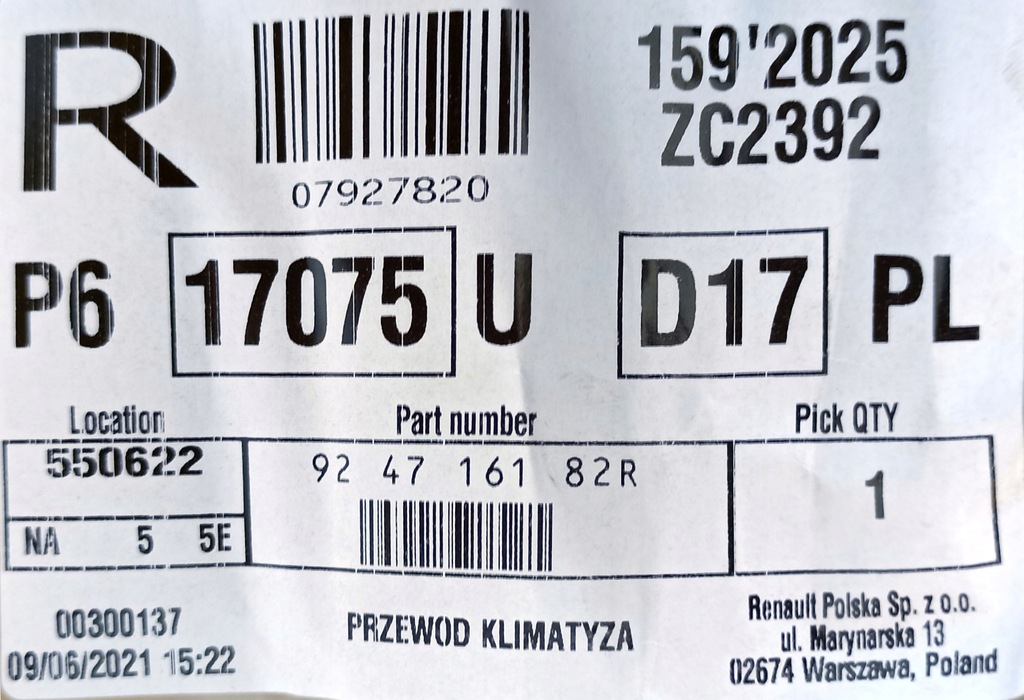 R
159'2025
ZC2392
07927820
P6 17075 U D17 PL
Location Part number Pick QTY
550622 92 47 161 82R 1
NA 5 5E
00300137
09/06/2021 15:22
PRZEWOD KLIMATYZA
Renault Polska Sp. z o.o.
ul. Marynarska 13
02674 Warszawa, Poland